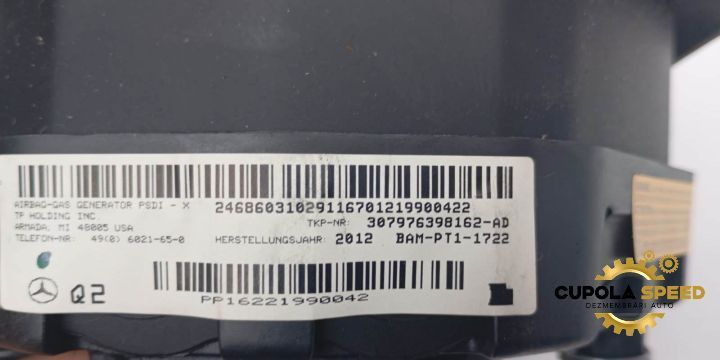 AIRBAG-GAS GENERATOR PSDI - X
TP HOLDING INC.
ARMADA, MI 48005 USA
TELEFON-NR: 49(0) 6021-65-0
24686031029116701219900422
TKP-NR: 307976398162-AD
HERSTELLUNGSJAHR: 2012 BAM-PT1-1722
Q2
PP16221990042
CUPOLA SPEED
DEZMEMBRARI AUTO